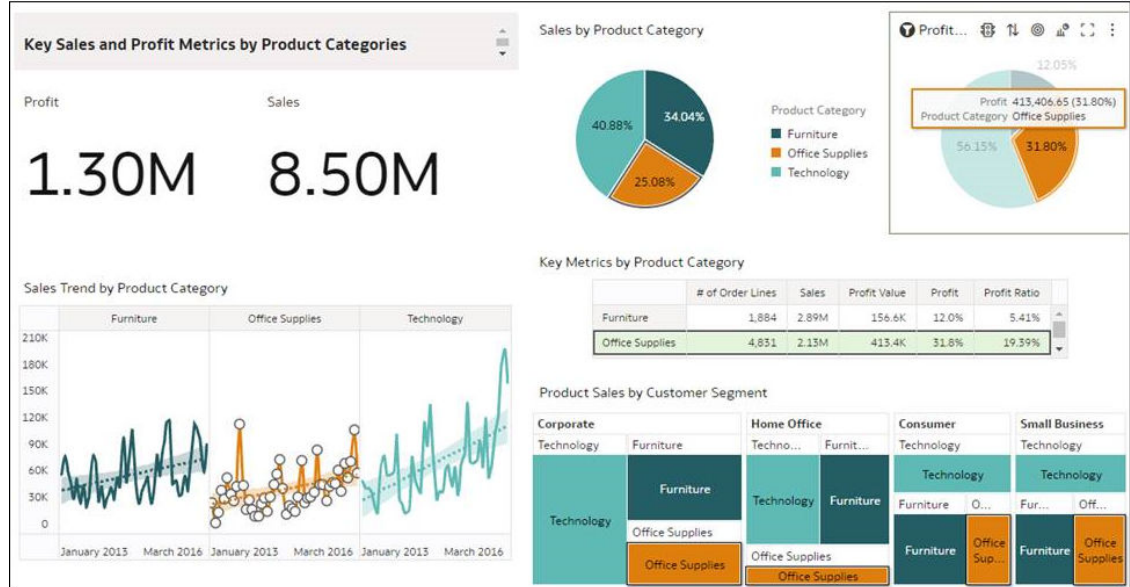 Key Sales and Profit Metrics by Product Categories
Profit
Sales
1.30M
8.50M
Sales by Product Category
40.88%
34.04%
25.08%
Product Category
Furniture
Office Supplies
Technology
Profit...
12.05%
Profit 413,406.65 (31.80%)
Product Category Office Supplies
56.15%
31.80%
Sales Trend by Product Category
Furniture
Office Supplies
Technology
210K
180K
150K
120K
90K
60K
30K
0
January 2013 March 2016
January 2013 March 2016
January 2013 March 2016
Key Metrics by Product Category
# of Order Lines Sales Profit Value Profit Profit Ratio
Furniture 1,884 2.89M 156.6K 12.0% 5.41%
Office Supplies 4,831 2.13M 413.4K 31.8% 19.39%
Product Sales by Customer Segment
Corporate
Technology
Furniture
Technology
Furniture
Office Supplies
Office Supplies
Home Office
Techno...
Furnit...
Technology
Furniture
Office Supplies
Office Supplies
Consumer
Technology
Technology
Furniture
O...
Furniture
Office
Sup...
Small Business
Technology
Technology
Fur...
Off...
Furniture
Office
Supplies